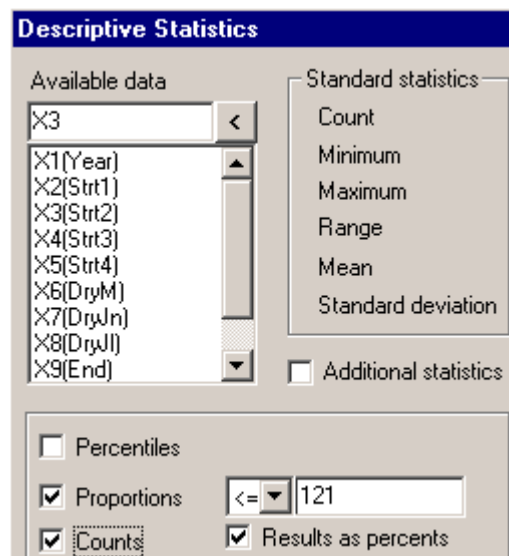 Descriptive Statistics
Available data
X3
<
X1(Year)
X2(Strt1)
X3(Strt2)
X4(Strt3)
X5(Strt4)
X6(DryM)
X7(DryJn)
X8(DryJl)
X9(End)
Standard statistics
Count
Minimum
Maximum
Range
Mean
Standard deviation
Additional statistics
Percentiles
Proportions <= 121
Counts Results as percents